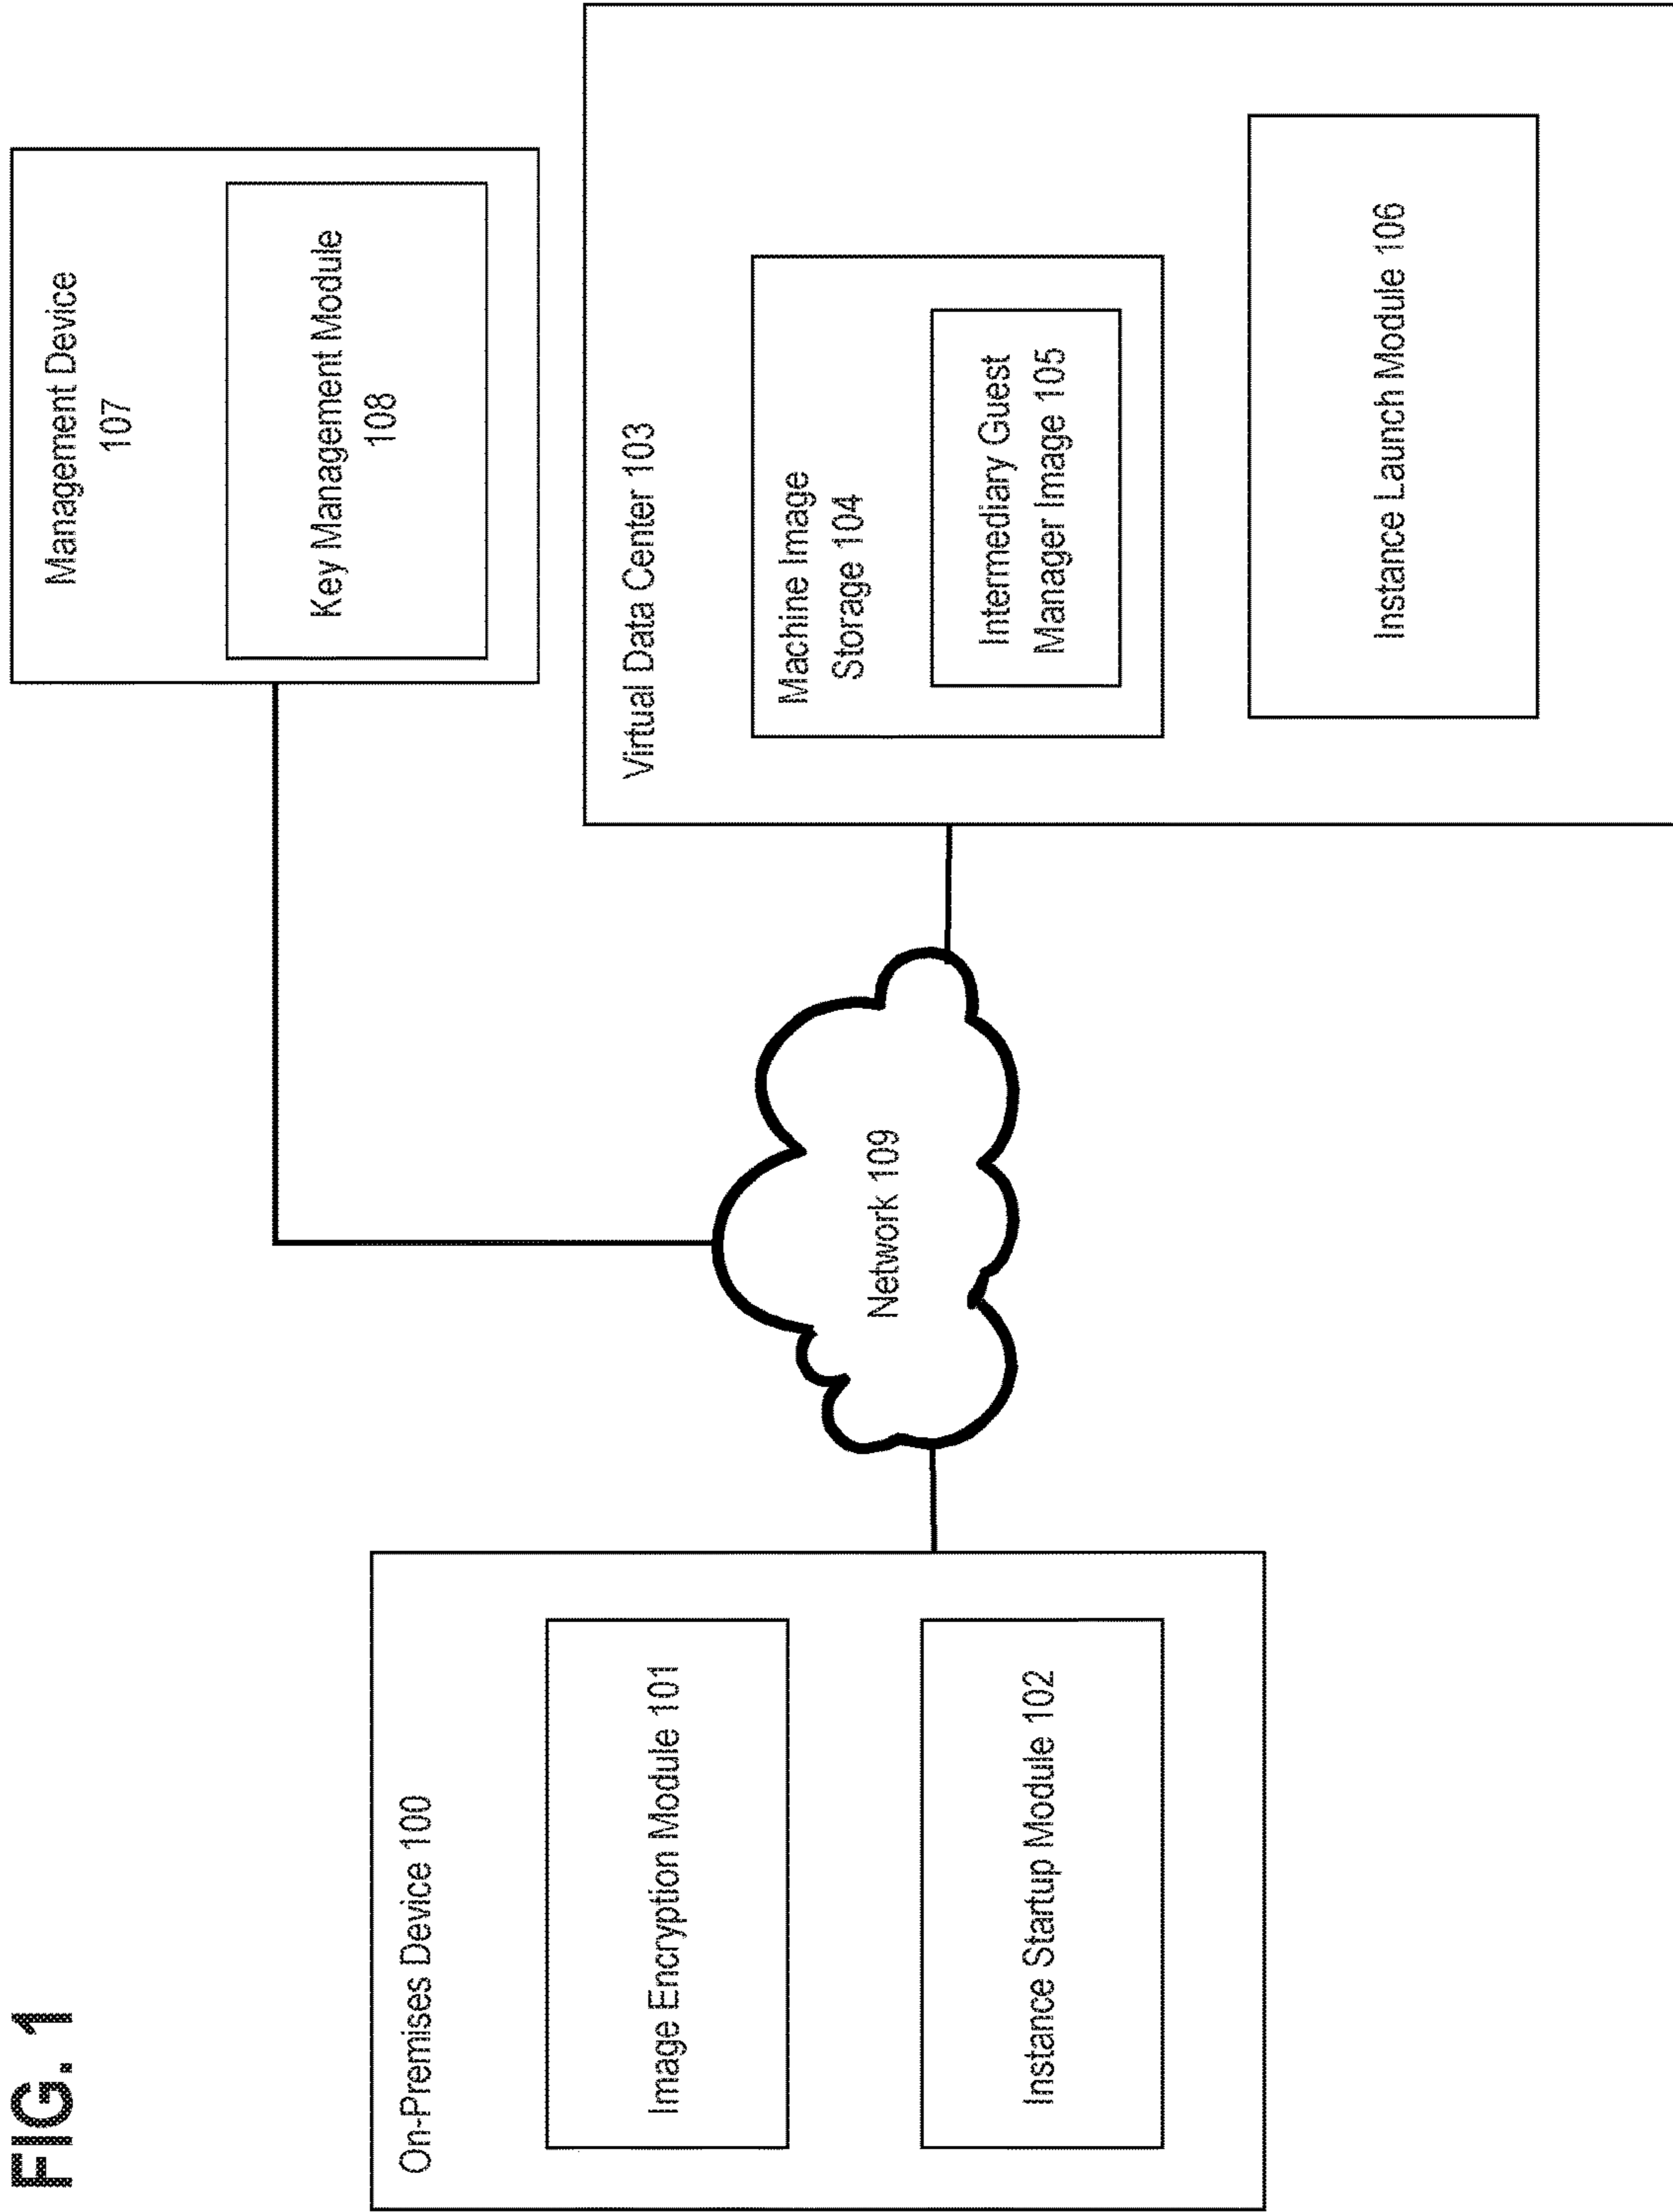 FIG. 1
On-Premises Device 100
Image Encryption Module 101
Instance Startup Module 102
Network 109
Management Device
107
Key Management Module
108
Virtual Data Center 103
Machine Image
Storage 104
Intermediary Guest
Manager Image 105
Instance Launch Module 106